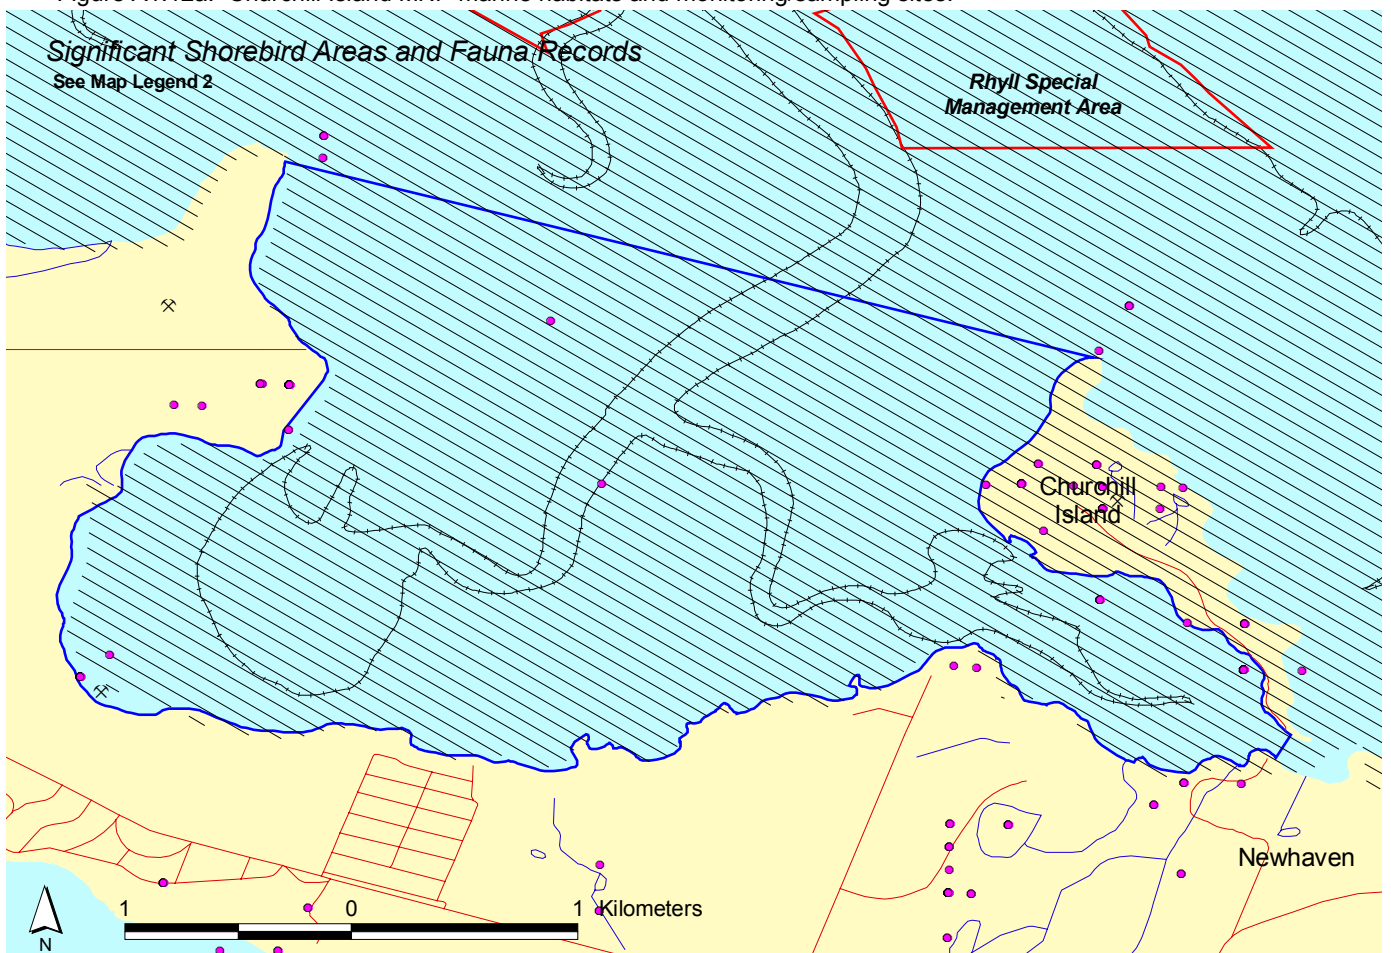 Significant Shorebird Areas and Fauna Records
See Map Legend 2
Rhyll Special
Management Area
Churchill
Island
Newhaven
1 0 1 Kilometers
N